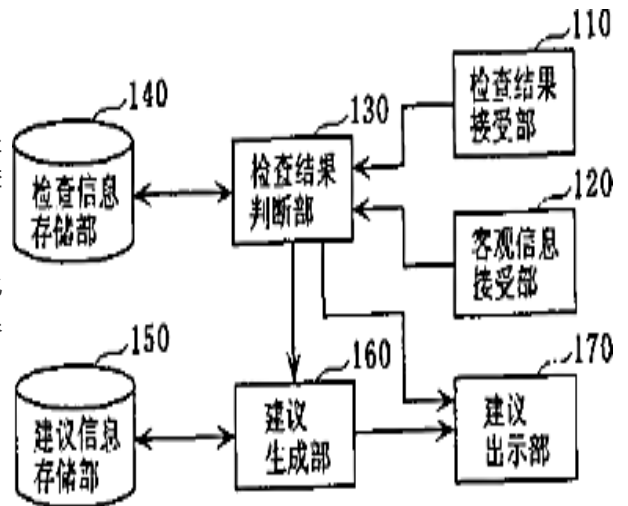 110
检查结果
接受部
140
130
检查信息
存储部
检查结果
判断部
120
客观信息
接受部
150
160
170
建议信息
存储部
建议
生成部
建议
出示部